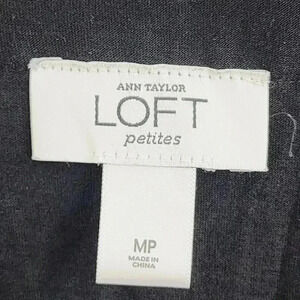 ANN TAYLOR
LOFT
petites
MP
MADE IN
CHINA